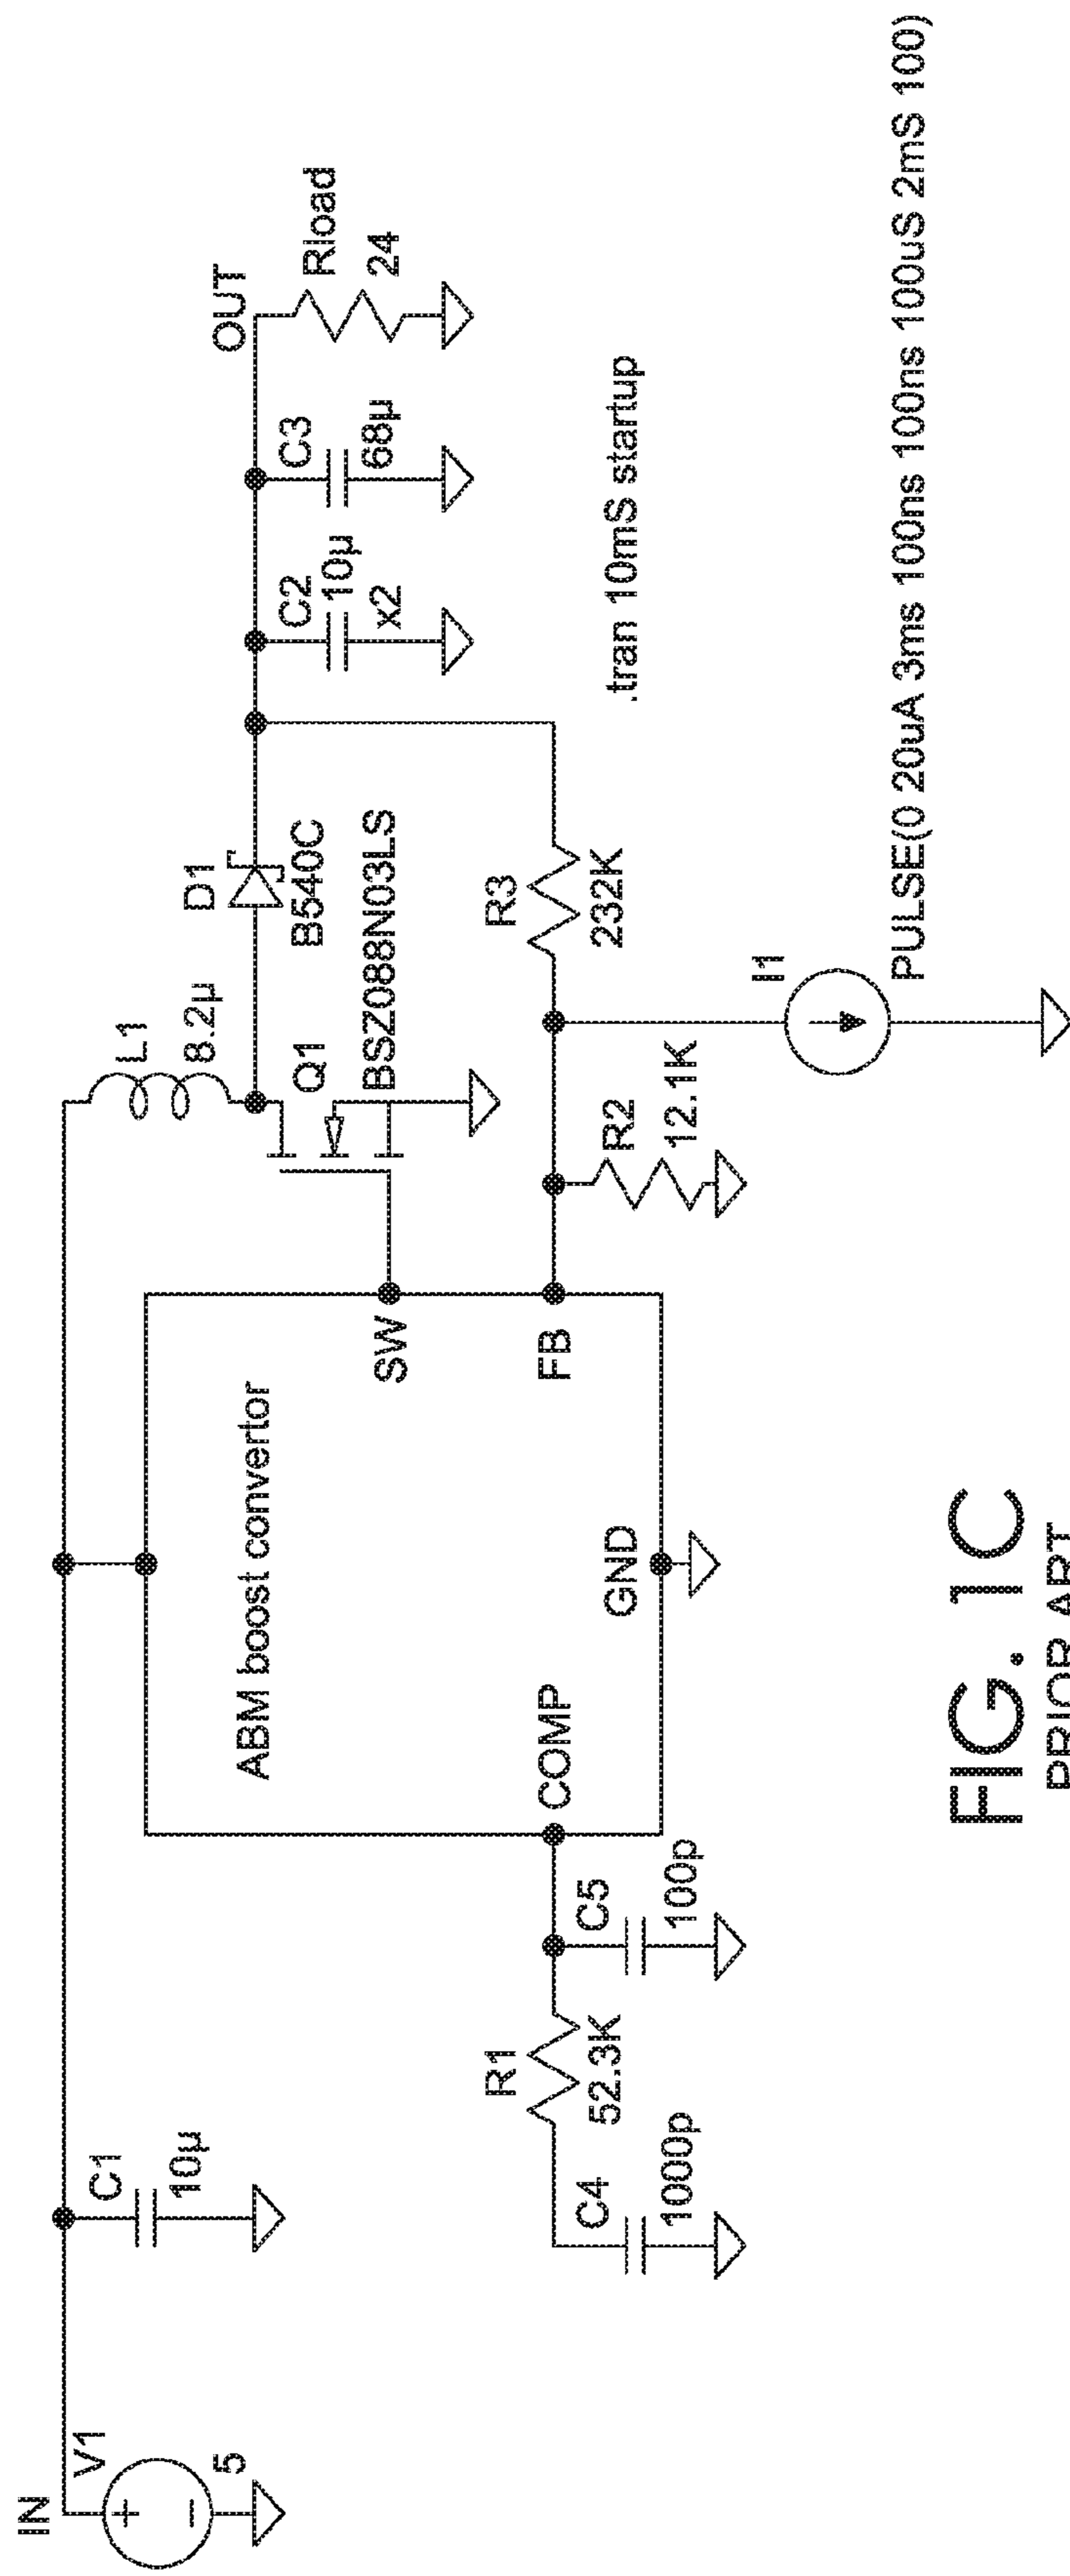 IN
V1
5
C1
10µ
L1
8.2µ
D1
B540C
Q1
BSZ088N03LS
OUT
C2
10µ
x2
C3
68µ
Rload
24
ABM boost convertor
SW
FB
COMP
GND
R3
232K
R2
12.1K
R1
52.3K
C5
100p
C4
1000p
.tran 10mS startup
I1
PULSE(0 20uA 3ms 100ns 100ns 100uS 2mS 100)
FIG. 1C
PRIOR ART